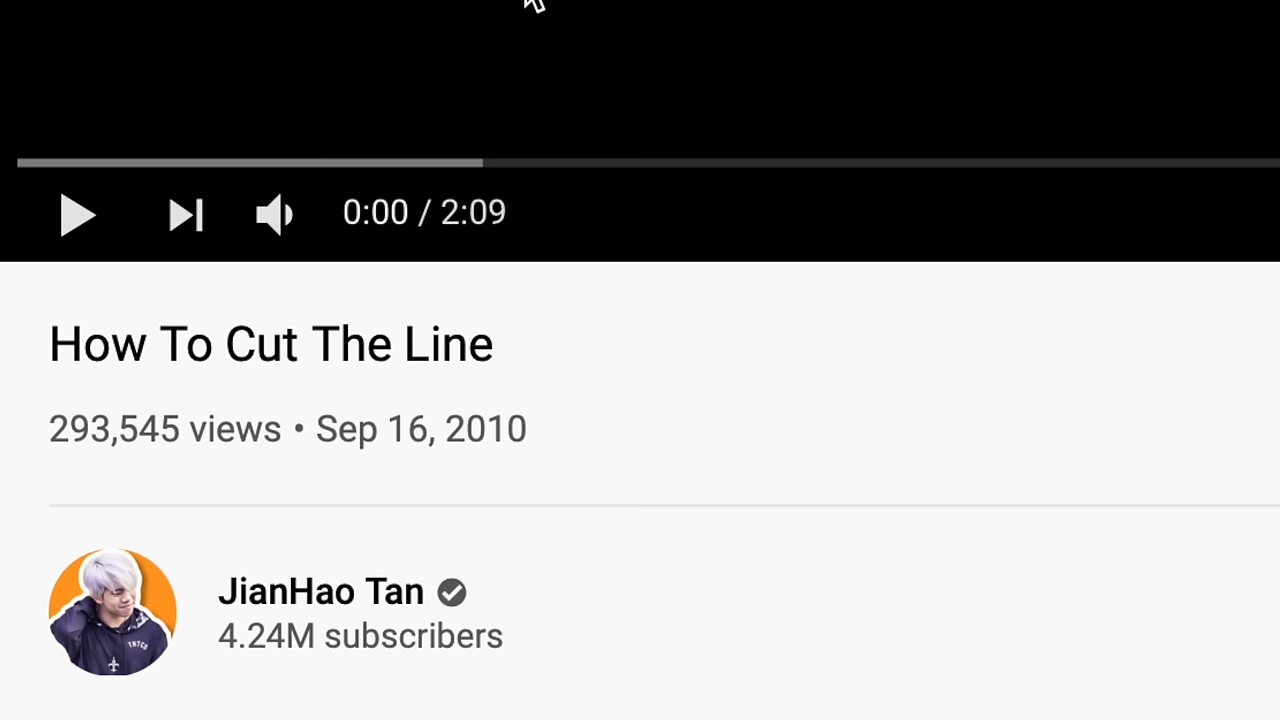 0:00 / 2:09
How To Cut The Line
293,545 views • Sep 16, 2010
JianHao Tan
4.24M subscribers
TNTCO